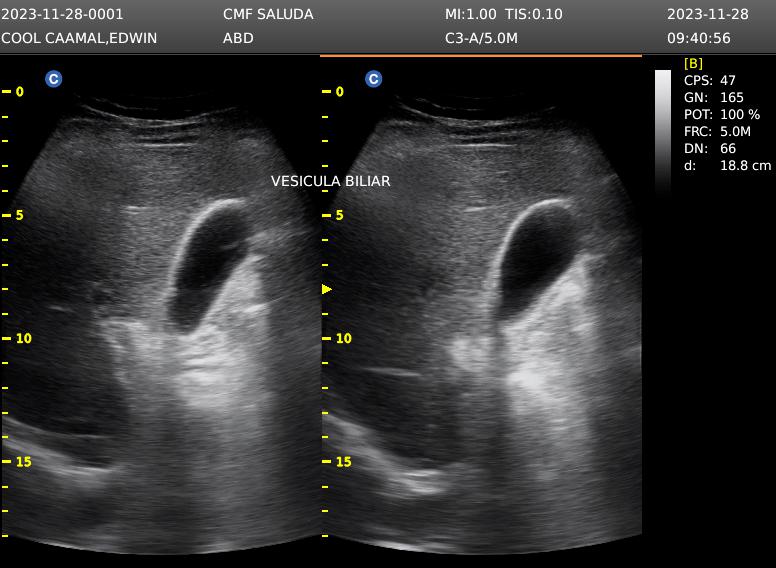 2023-11-28-0001 CMF SALUDA MI:1.00 TIS:0.10 2023-11-28
COOL CAAMAL,EDWIN ABD C3-A/5.0M 09:40:56
C
C
[B]
CPS: 47
GN: 165
POT: 100 %
FRC: 5.0M
DN: 66
d: 18.8 cm
VESICULA BILIAR
0
5
10
15
0
5
10
15